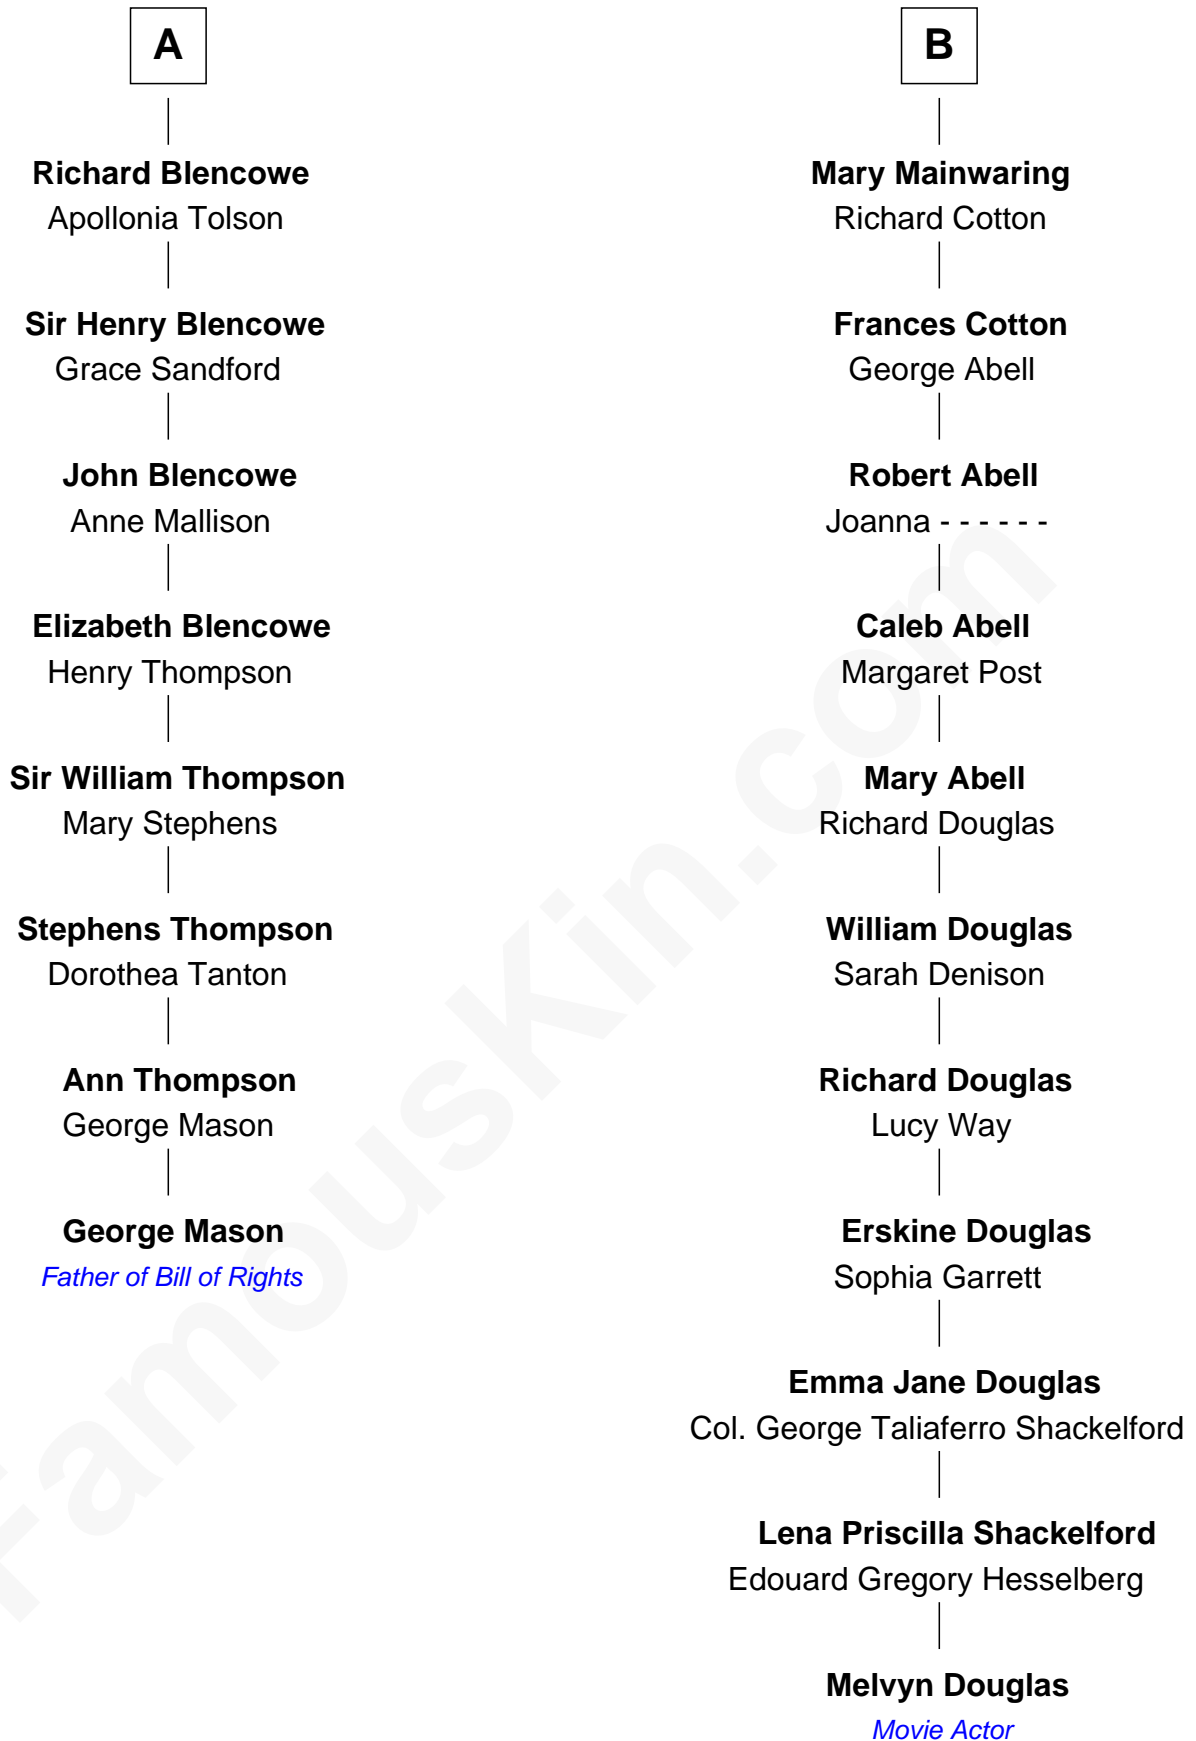 A
Richard Blencowe
Apollonia Tolson
Sir Henry Blencowe
Grace Sandford
John Blencowe
Anne Mallison
Elizabeth Blencowe
Henry Thompson
Sir William Thompson
Mary Stephens
Stephens Thompson
Dorothea Tanton
Ann Thompson
George Mason
George Mason
Father of Bill of Rights
B
Mary Mainwaring
Richard Cotton
Frances Cotton
George Abell
Robert Abell
Joanna - - - - - -
Caleb Abell
Margaret Post
Mary Abell
Richard Douglas
William Douglas
Sarah Denison
Richard Douglas
Lucy Way
Erskine Douglas
Sophia Garrett
Emma Jane Douglas
Col. George Taliaferro Shackelford
Lena Priscilla Shackelford
Edouard Gregory Hesselberg
Melvyn Douglas
Movie Actor
FamousKin.com